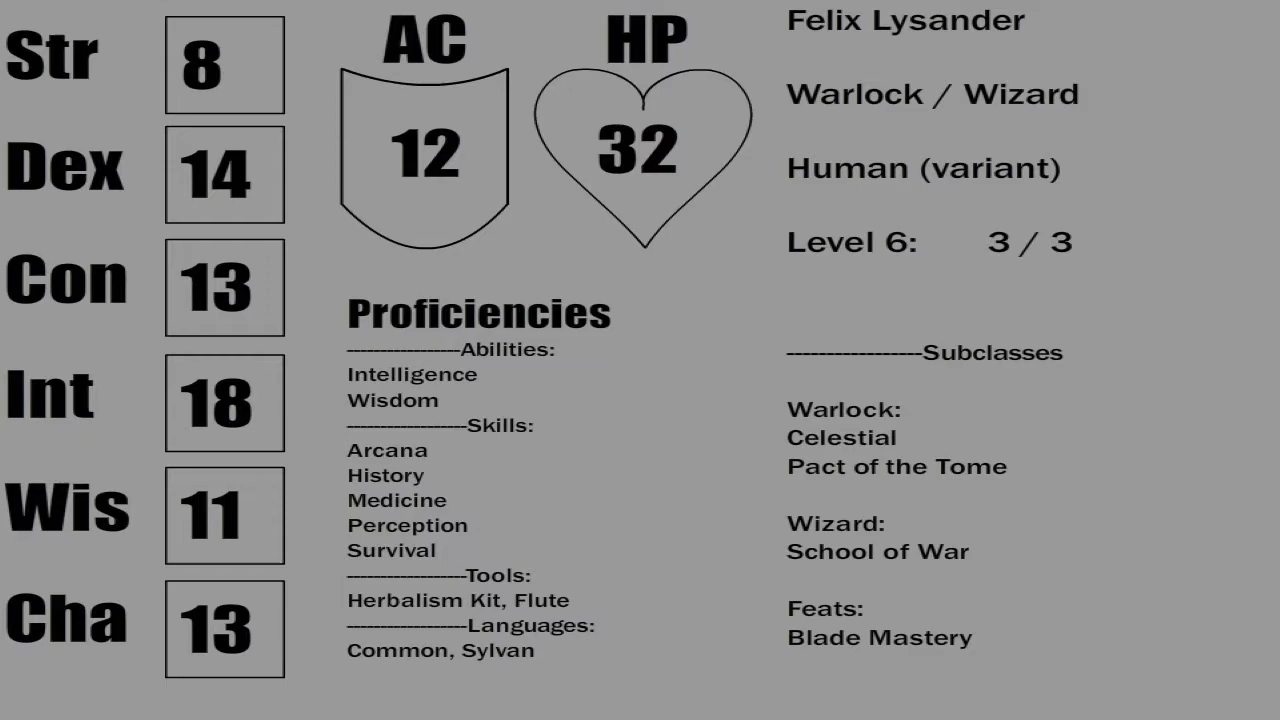 Str 8
Dex 14
Con 13
Int 18
Wis 11
Cha 13
AC
12
HP
32
Proficiencies
-----------------Abilities:
Intelligence
Wisdom
------------------Skills:
Arcana
History
Medicine
Perception
Survival
------------------Tools:
Herbalism Kit, Flute
------------------Languages:
Common, Sylvan
Felix Lysander
Warlock / Wizard
Human (variant)
Level 6: 3 / 3
-----------------Subclasses
Warlock:
Celestial
Pact of the Tome
Wizard:
School of War
Feats:
Blade Mastery